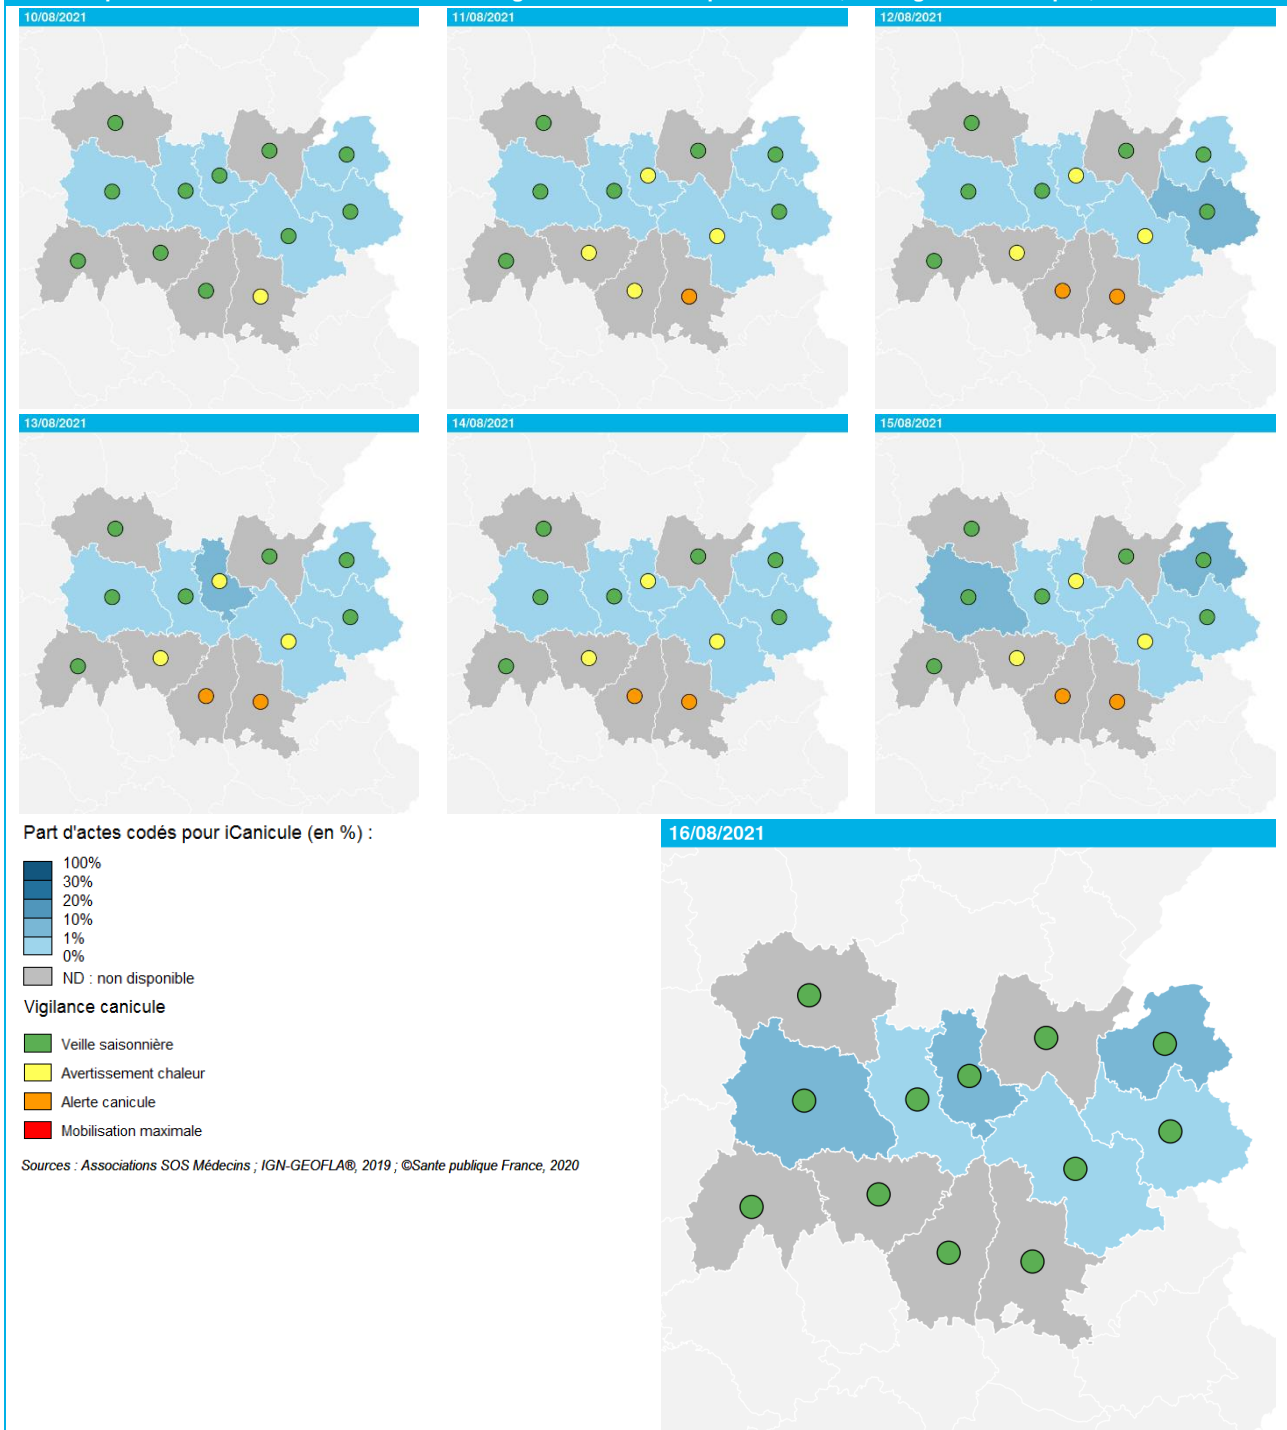 10/08/2021
11/08/2021
12/08/2021
13/08/2021
14/08/2021
15/08/2021
Part d'actes codés pour iCanicule (en %) :
100%
30%
20%
10%
1%
0%
ND : non disponible
Vigilance canicule
Veille saisonnière
Avertissement chaleur
Alerte canicule
Mobilisation maximale
Sources : Associations SOS Médecins ; IGN-GEOFLA®, 2019 ; ©Sante publique France, 2020
16/08/2021